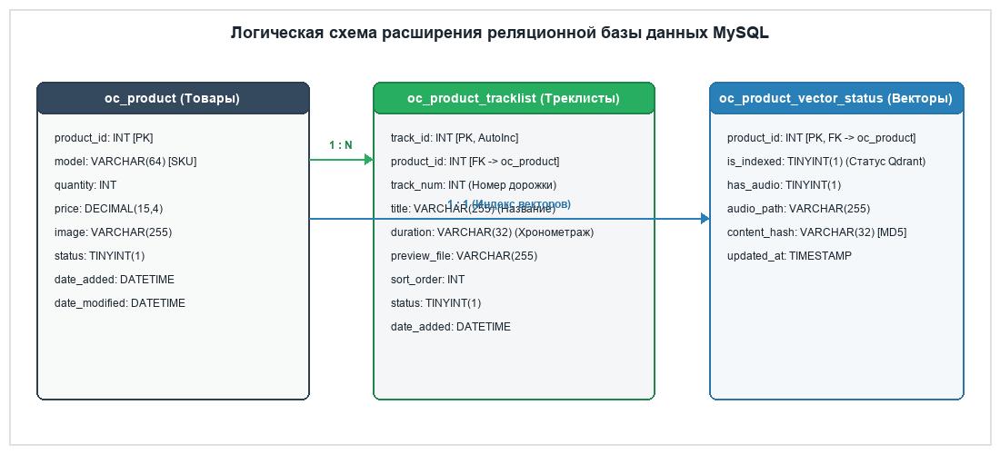 Логическая схема расширения реляционной базы данных MySQL
oc_product (Товары)
product_id: INT [PK]
model: VARCHAR(64) [SKU]
quantity: INT
price: DECIMAL(15,4)
image: VARCHAR(255)
status: TINYINT(1)
date_added: DATETIME
date_modified: DATETIME
1 : N
oc_product_tracklist (Треклисты)
track_id: INT [PK, AutoInc]
product_id: INT [FK -> oc_product]
track_num: INT (Номер дорожки)
1 : 1 (Индекс векторов)
title: VARCHAR(255) (Название)
duration: VARCHAR(32) (Хронометраж)
preview_file: VARCHAR(255)
sort_order: INT
status: TINYINT(1)
date_added: DATETIME
oc_product_vector_status (Векторы)
product_id: INT [PK, FK -> oc_product]
is_indexed: TINYINT(1) (Статус Qdrant)
has_audio: TINYINT(1)
audio_path: VARCHAR(255)
content_hash: VARCHAR(32) [MD5]
updated_at: TIMESTAMP